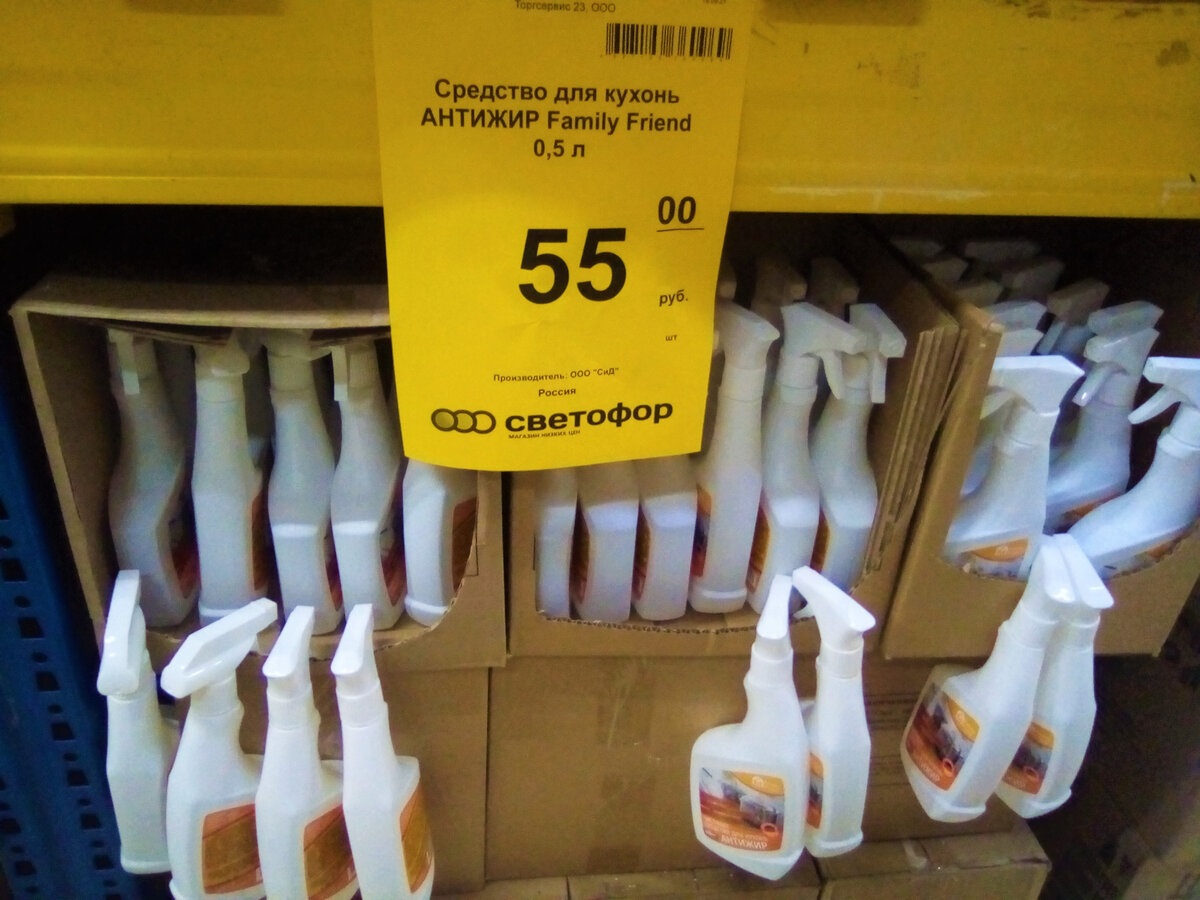 Торгсервис 23, ООО
Средство для кухонь
АНТИЖИР Family Friend
0,5 л
55 00
руб.
шт
Производитель: ООО "СиД"
Россия
светофор
МАГАЗИН НИЗКИХ ЦЕН
АНТИЖИР